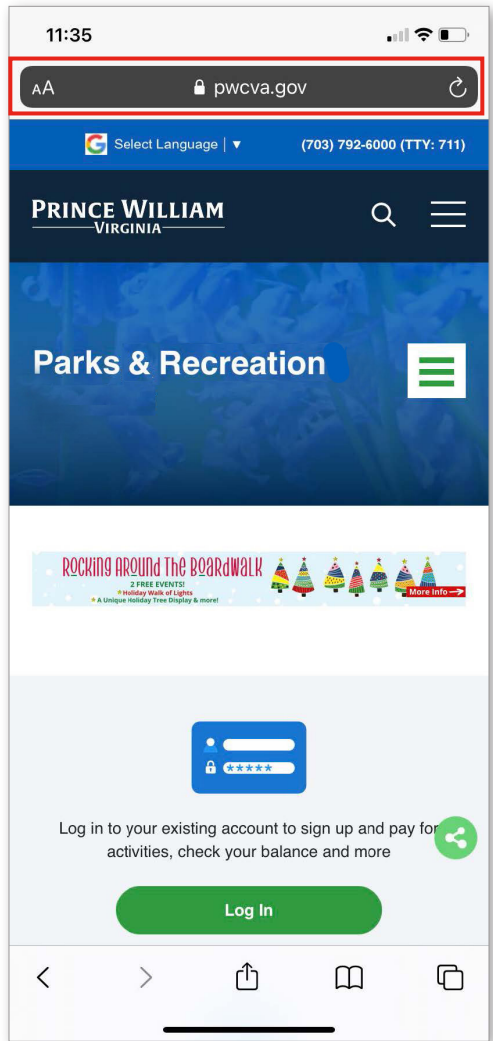 11:35
AA pwcva.gov
Select Language | ▼ (703) 792-6000 (TTY: 711)
PRINCE WILLIAM
VIRGINIA
Parks & Recreation
ROCKING AROUND THE BOARDWALK
2 FREE EVENTS!
*Holiday Walk of Lights
*A Unique Holiday Tree Display & more!
More Info
Log in to your existing account to sign up and pay for
activities, check your balance and more
Log In